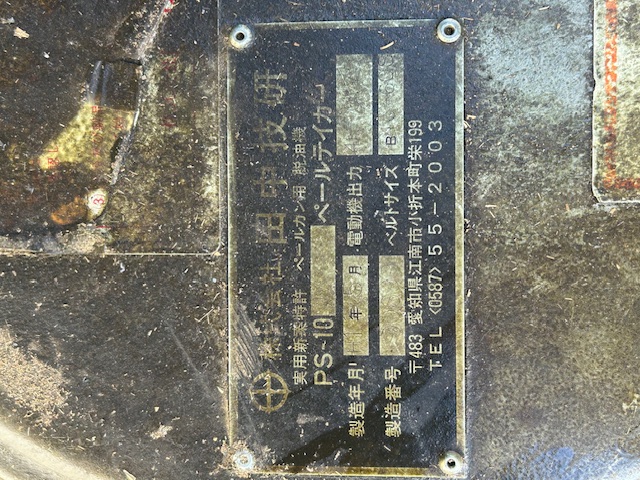 株式会社 田中技研
実用新案特許 ペールカン用 脱油機
PS-10 ペールテイカー
製造年月 年 月 電動機出力
製造番号 ベルトサイズ B
〒483 愛知県江南市小折本町栄199
TEL <0587> 55-2003
3